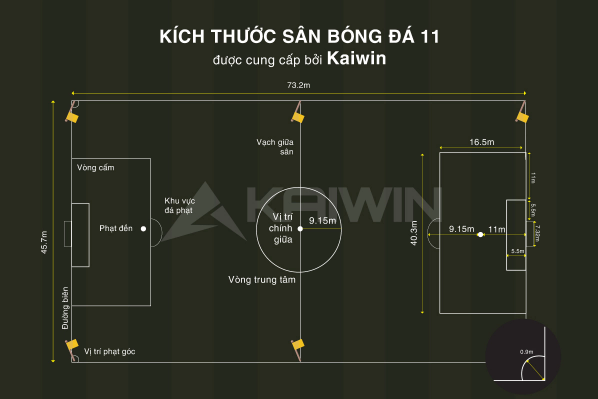 KÍCH THƯỚC SÂN BÓNG ĐÁ 11
được cung cấp bởi Kaiwin
73.2m
Vạch giữa
sân
16.5m
Vòng cấm
11m
KAIWIN
Khu vực
đá phạt
Vị trí
chính
giữa
9.15m
5.5m
Phạt đền
40.3m
9.15m
11m
7.32m
45.7m
5.5m
Vòng trung tâm
Đường biên
Vị trí phạt góc
0.9m